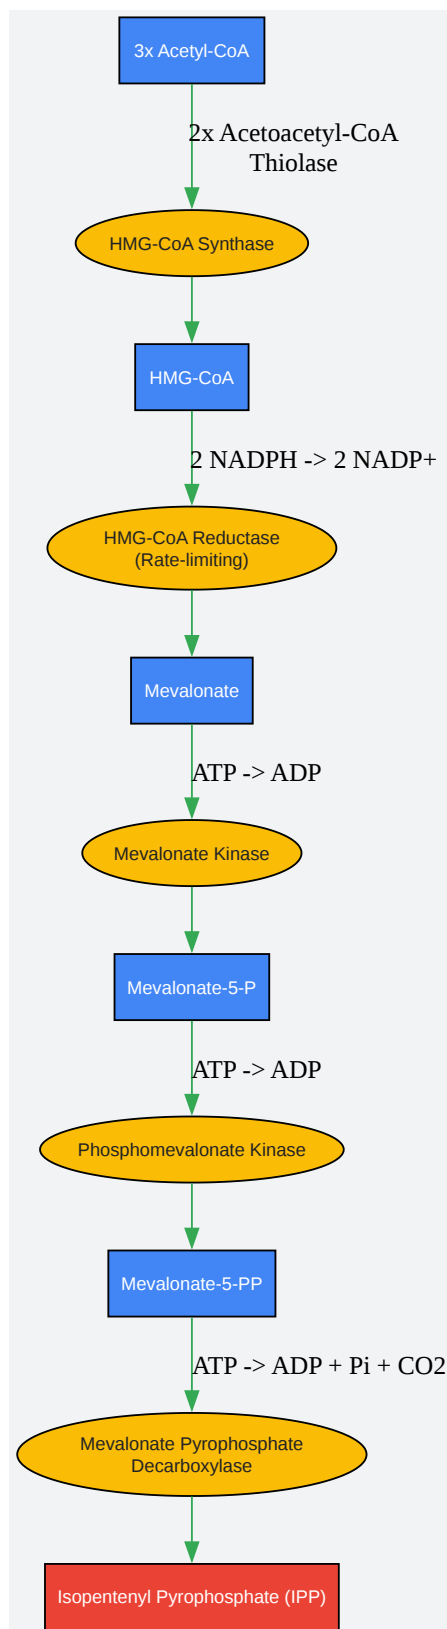 3x Acetyl-CoA
2x Acetoacetyl-CoA
Thiolase
HMG-CoA Synthase
HMG-CoA
2 NADPH -> 2 NADP+
HMG-CoA Reductase
(Rate-limiting)
Mevalonate
ATP -> ADP
Mevalonate Kinase
Mevalonate-5-P
ATP -> ADP
Phosphomevalonate Kinase
Mevalonate-5-PP
ATP -> ADP + Pi + CO2
Mevalonate Pyrophosphate
Decarboxylase
Isopentenyl Pyrophosphate (IPP)